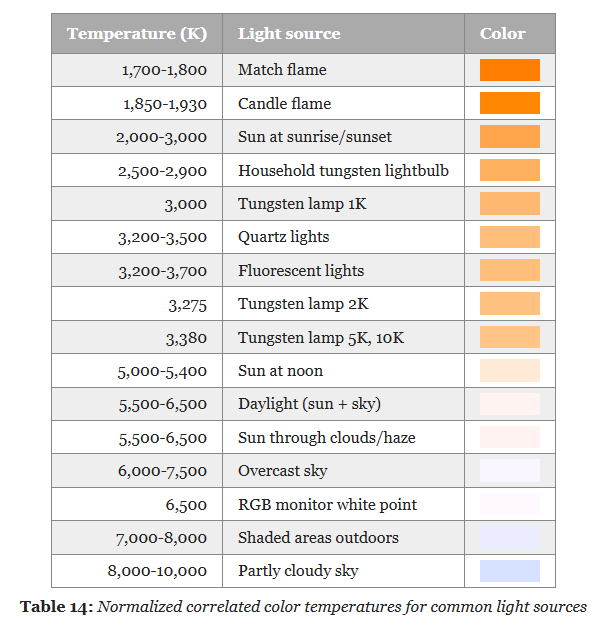 Temperature (K) Light source Color
1,700-1,800 Match flame
1,850-1,930 Candle flame
2,000-3,000 Sun at sunrise/sunset
2,500-2,900 Household tungsten lightbulb
3,000 Tungsten lamp 1K
3,200-3,500 Quartz lights
3,200-3,700 Fluorescent lights
3,275 Tungsten lamp 2K
3,380 Tungsten lamp 5K, 10K
5,000-5,400 Sun at noon
5,500-6,500 Daylight (sun + sky)
5,500-6,500 Sun through clouds/haze
6,000-7,500 Overcast sky
6,500 RGB monitor white point
7,000-8,000 Shaded areas outdoors
8,000-10,000 Partly cloudy sky
Table 14: Normalized correlated color temperatures for common light sources